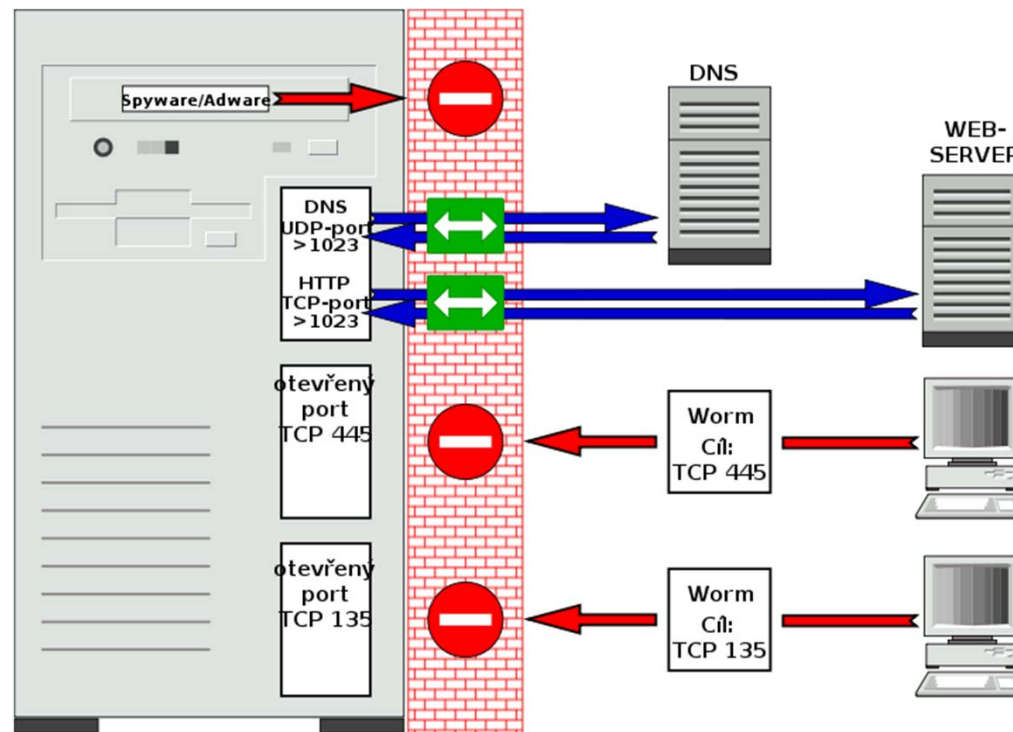 Spyware/Adware
DNS
UDP-port
>1023
HTTP
TCP-port
>1023
otevřený
port
TCP 445
otevřený
port
TCP 135
DNS
WEB-
SERVER
Worm
Cíl:
TCP 445
Worm
Cíl:
TCP 135